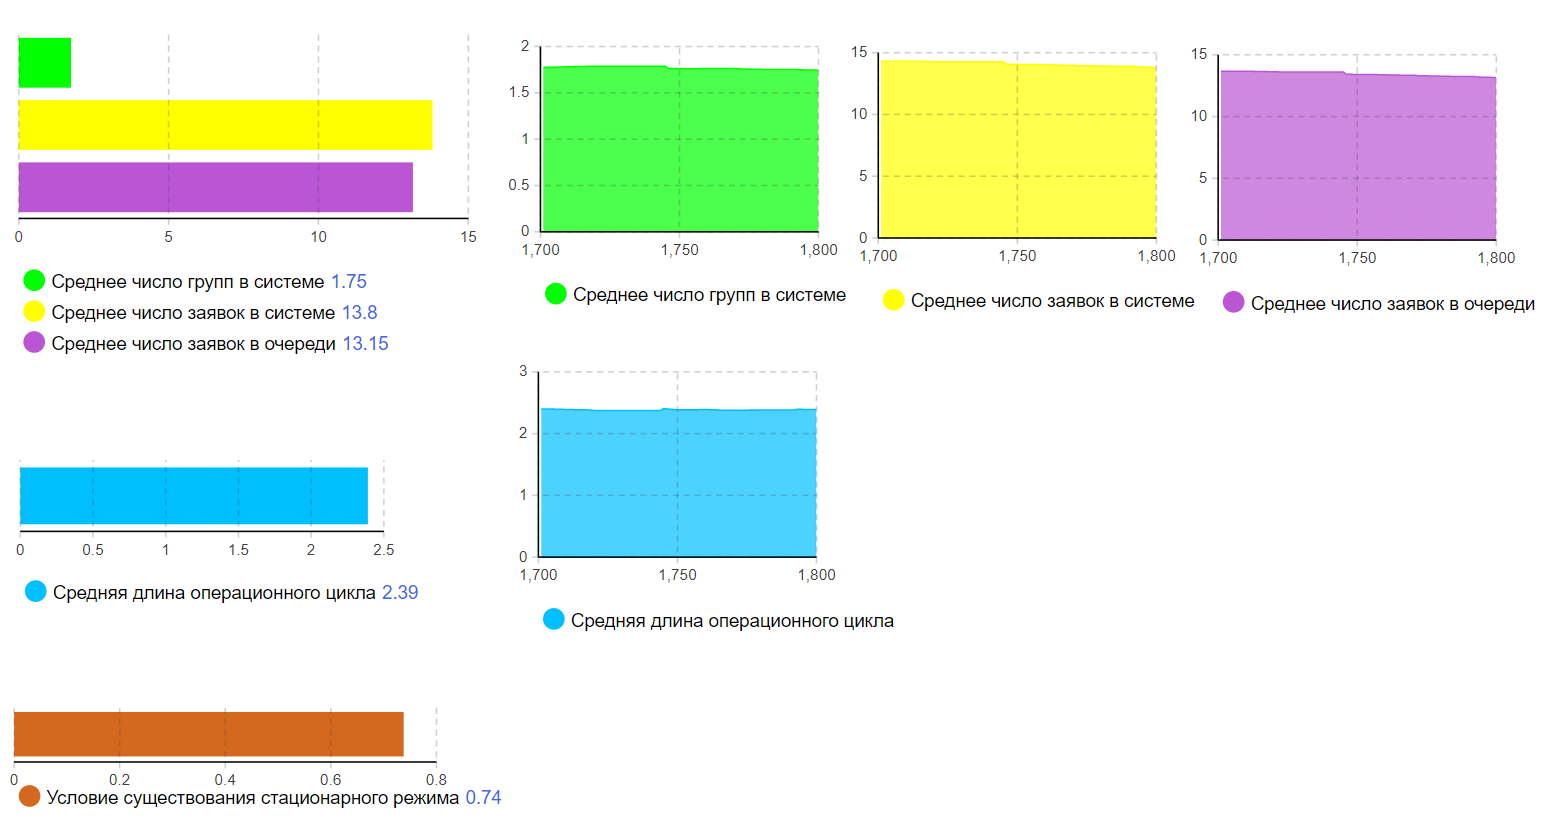 0 5 10 15
Среднее число групп в системе 1.75
Среднее число заявок в системе 13.8
Среднее число заявок в очереди 13.15
2
1.5
1
0.5
0
1,700 1,750 1,800
Среднее число групп в системе
15
10
5
0
1,700 1,750 1,800
Среднее число заявок в системе
15
10
5
0
1,700 1,750 1,800
Среднее число заявок в очереди
0 0.5 1 1.5 2 2.5
Средняя длина операционного цикла 2.39
3
2
1
0
1,700 1,750 1,800
Средняя длина операционного цикла
0 0.2 0.4 0.6 0.8
Условие существования стационарного режима 0.74